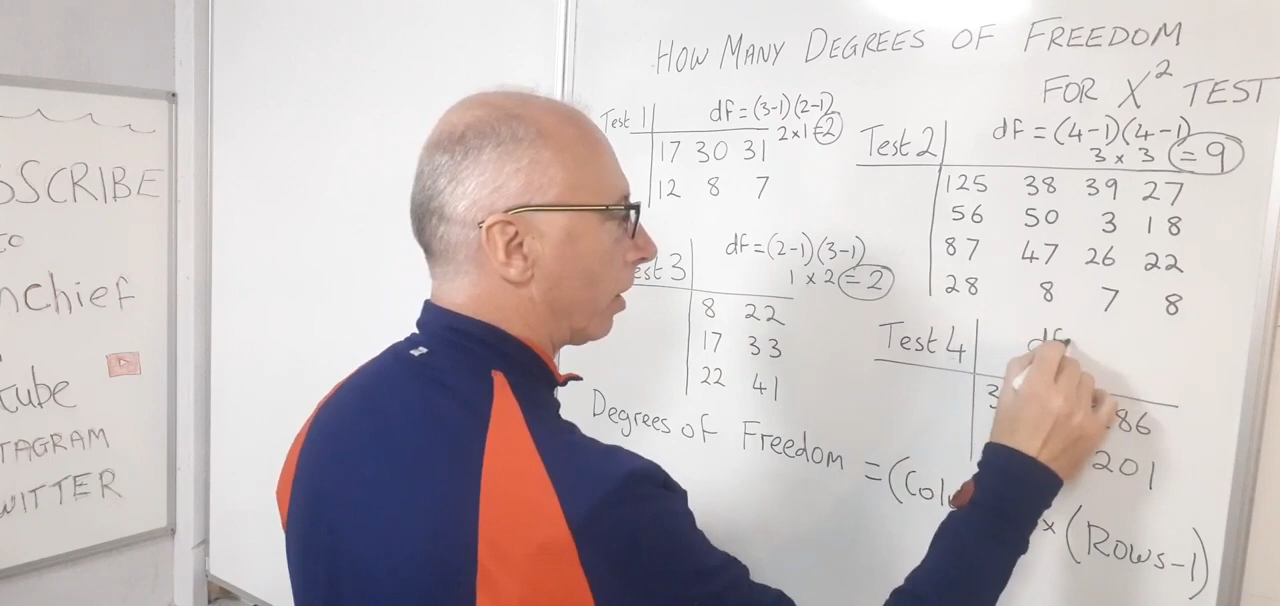 HOW MANY DEGREES OF FREEDOM
FOR X² TEST
Test 1
df = (3-1)(2-1)
2 x 1 = 2
17 30 31
12 8 7
Test 2
df = (4-1)(4-1)
3 x 3 = 9
125 38 39 27
56 50 3 18
87 47 26 22
28 8 7 8
est 3
df = (2-1)(3-1)
1 x 2 = 2
8 22
17 33
22 41
Test 4
df
3 86
201
Degrees of Freedom = (Col
x (Rows-1)
SCRIBE
to
nchief
tube
TAGRAM
WITTER